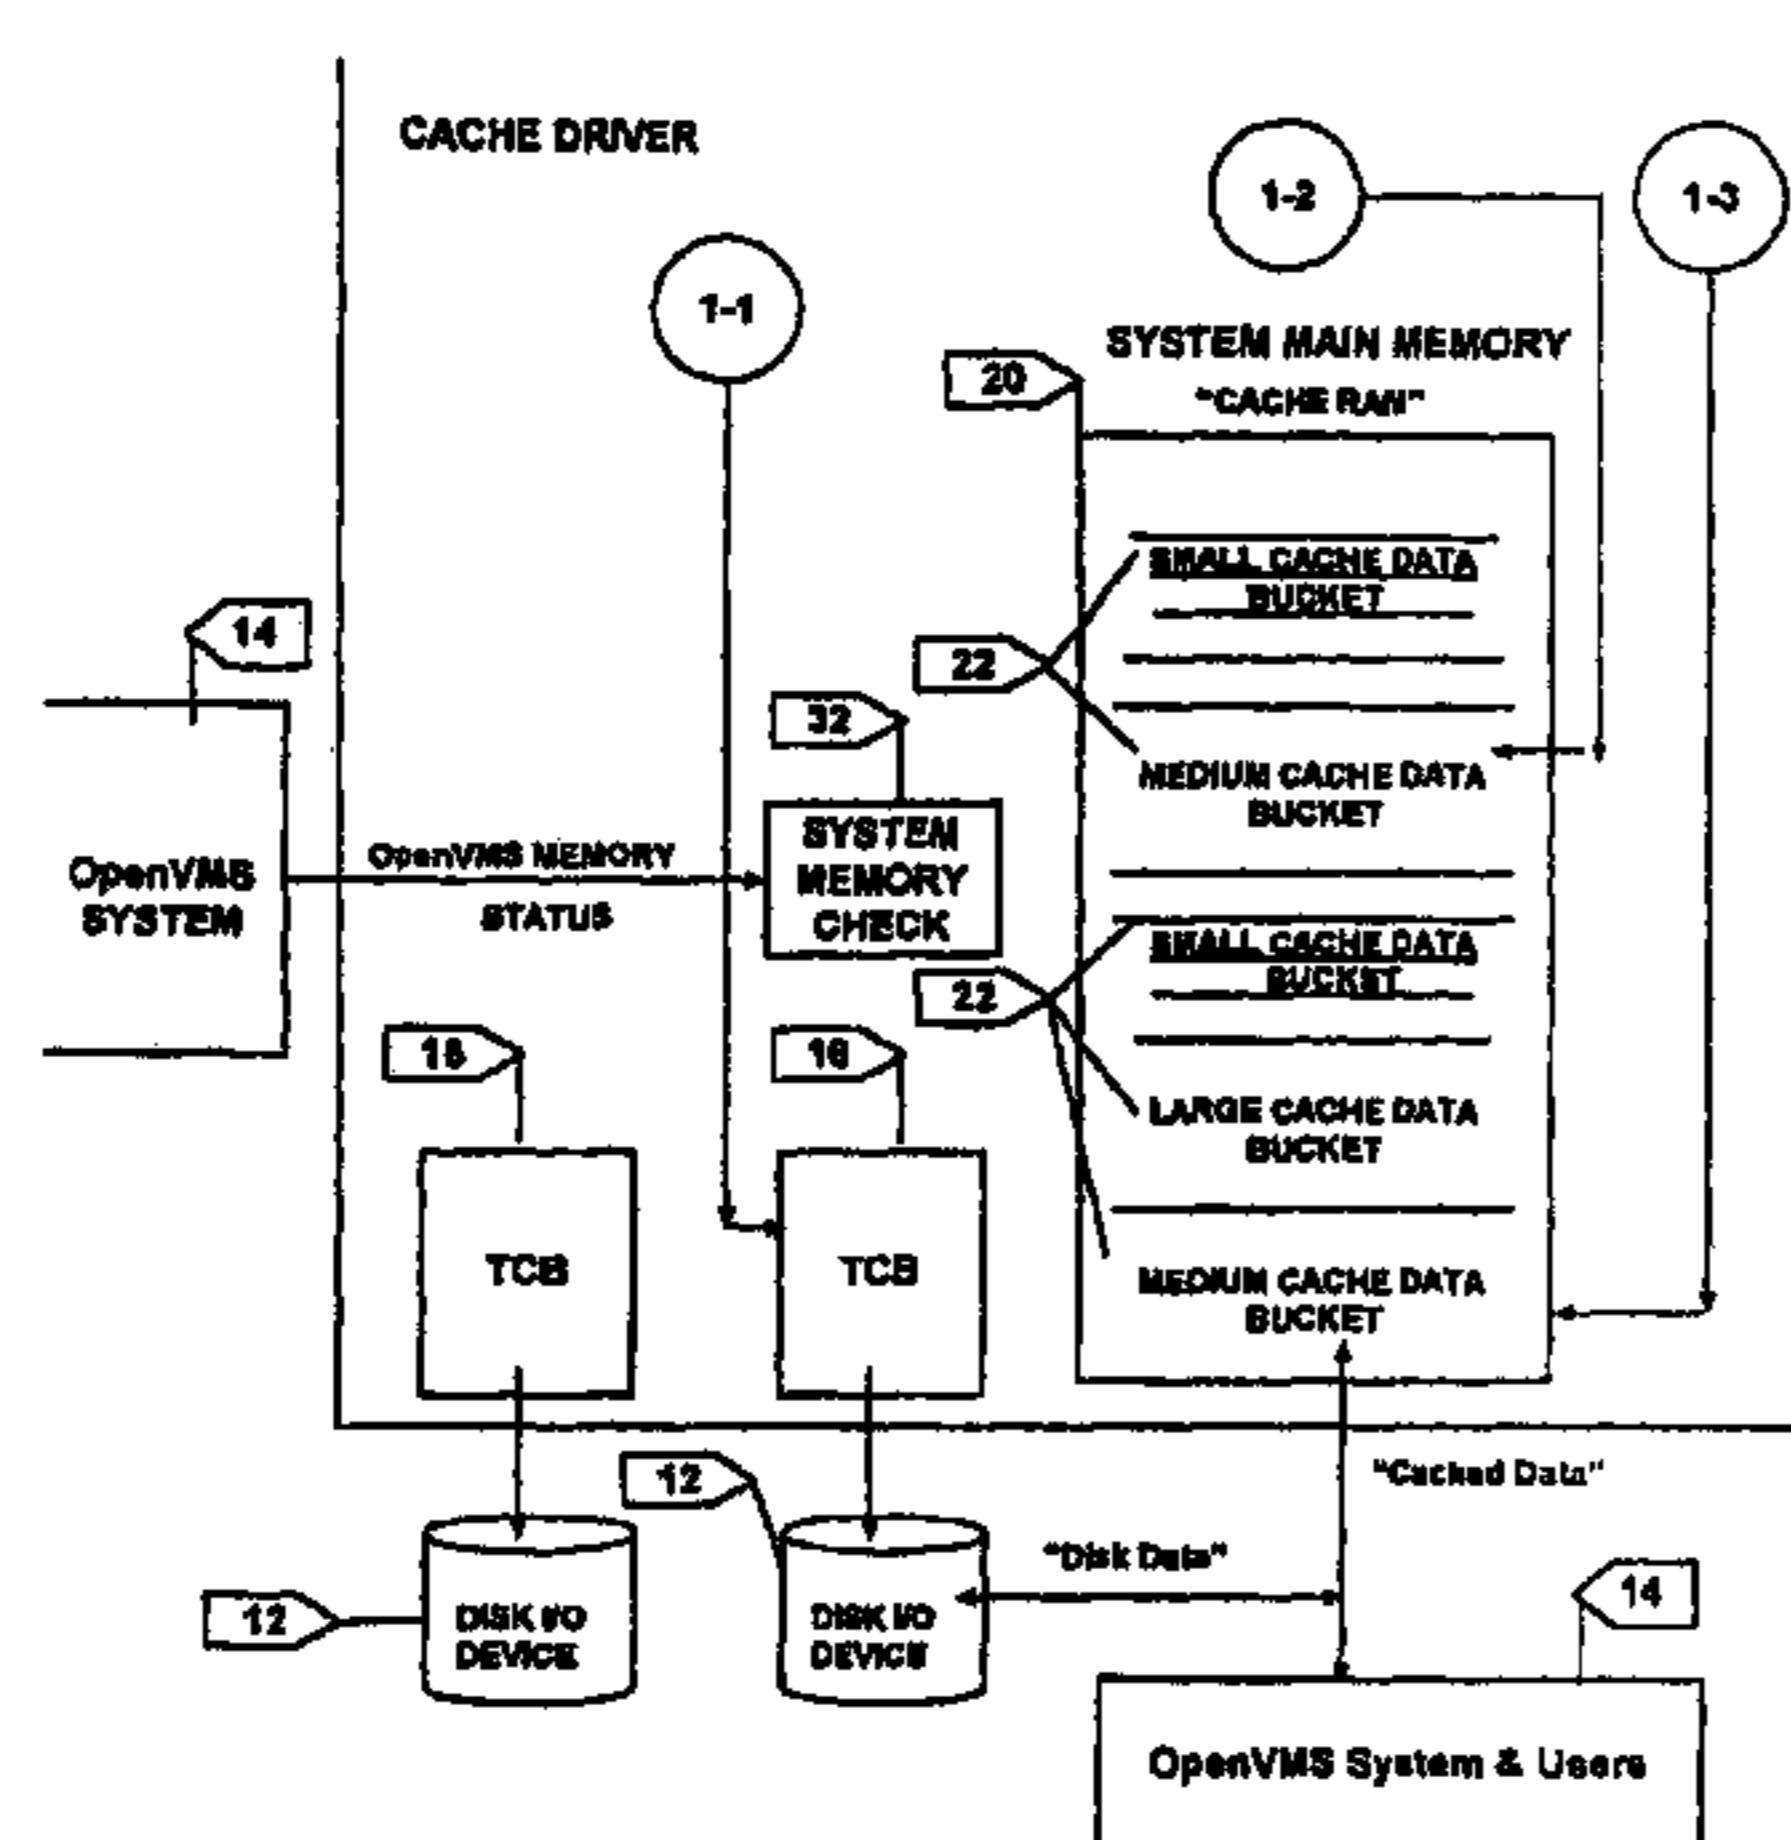 CACHE DRIVER
1-2
1-3
1-1
SYSTEM MAIN MEMORY
20
"CACHE RAM"
SMALL CACHE DATA
BUCKET
14
22
32
MEDIUM CACHE DATA
BUCKET
SYSTEM
MEMORY
CHECK
OpenVMS MEMORY
STATUS
OpenVMS
SYSTEM
SMALL CACHE DATA
BUCKET
22
16
16
LARGE CACHE DATA
BUCKET
TCB
TCB
MEDIUM CACHE DATA
BUCKET
"Cached Data"
12
"Disk Data"
14
12
DISK I/O
DEVICE
DISK I/O
DEVICE
OpenVMS System & Users